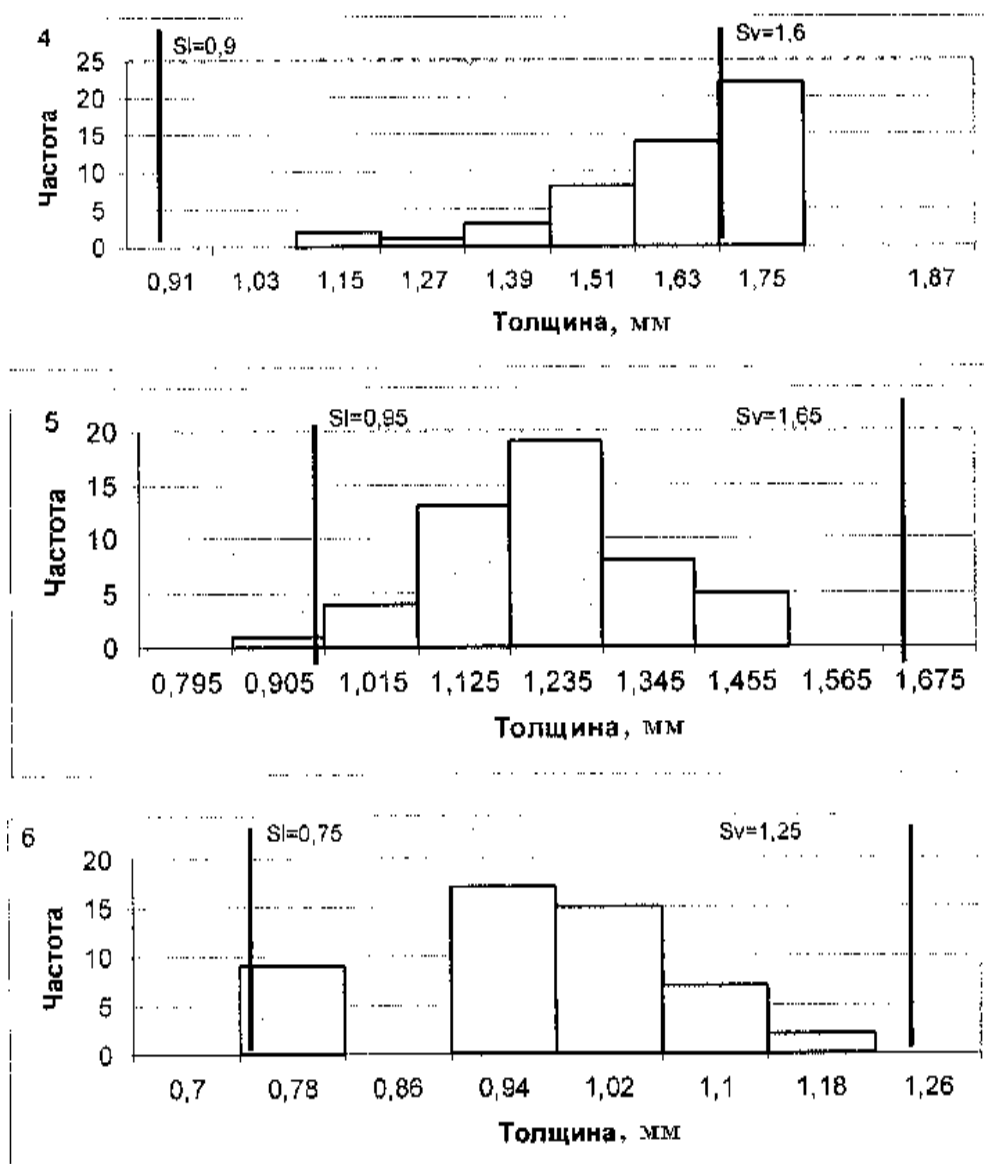 4
Sl=0,9
Sv=1,6
25
20
15
10
5
0
Частота
0,91 1,03 1,15 1,27 1,39 1,51 1,63 1,75 1,87
Толщина, мм
5
Sl=0,95
Sv=1,65
20
15
10
5
0
Частота
0,795 0,905 1,015 1,125 1,235 1,345 1,455 1,565 1,675
Толщина, мм
6
Sl=0,75
Sv=1,25
20
15
10
5
0
Частота
0,7 0,78 0,86 0,94 1,02 1,1 1,18 1,26
Толщина, мм